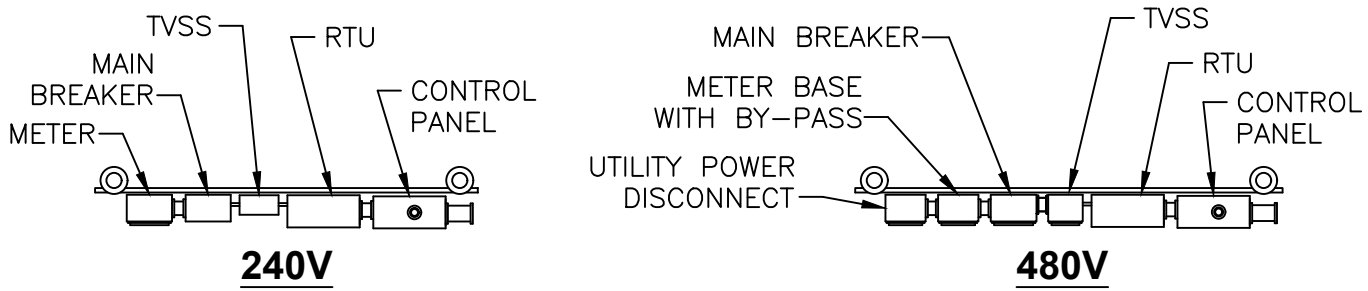 TVSS
RTU
MAIN
BREAKER
CONTROL
PANEL
METER
240V
TVSS
MAIN BREAKER
RTU
METER BASE
WITH BY-PASS
CONTROL
PANEL
UTILITY POWER
DISCONNECT
480V